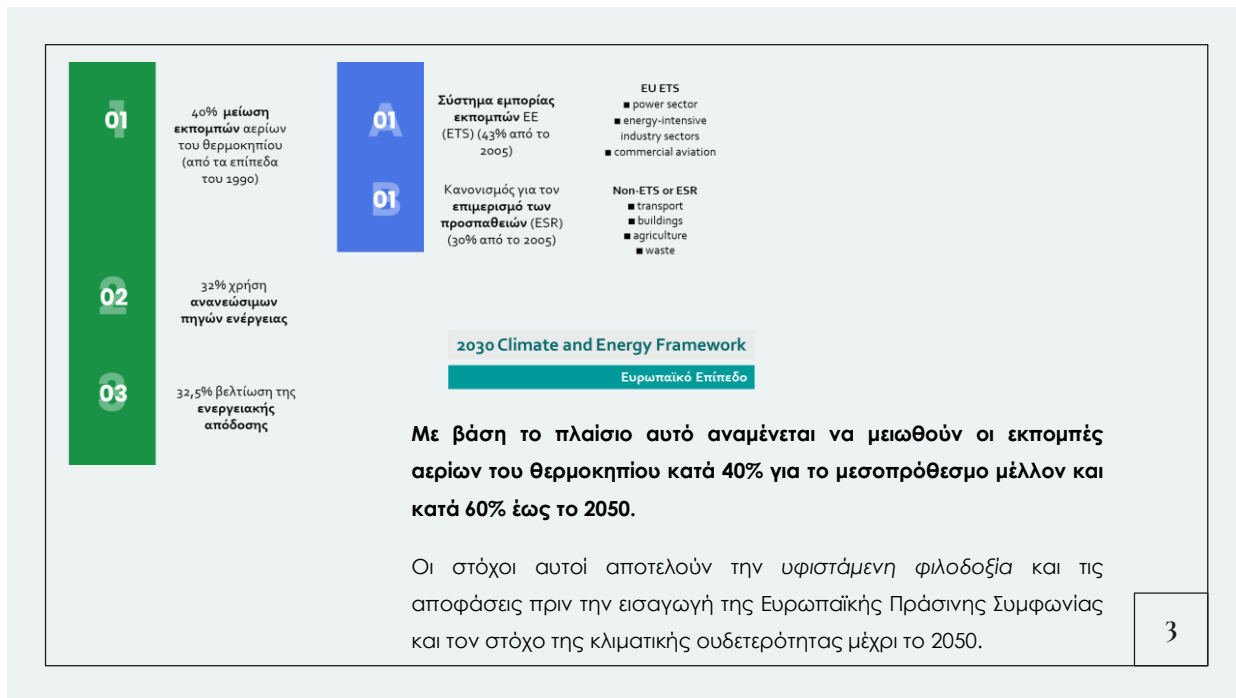 01
40% μείωση
εκπομπών αερίων
του θερμοκηπίου
(από τα επίπεδα
του 1990)
02
32% χρήση
ανανεώσιμων
πηγών ενέργειας
03
32,5% βελτίωση της
ενεργειακής
απόδοσης
A
01
Σύστημα εμπορίας
εκπομπών ΕΕ
(ETS) (43% από το
2005)
EU ETS
■ power sector
■ energy-intensive
industry sectors
■ commercial aviation
B
01
Κανονισμός για τον
επιμερισμό των
προσπαθειών (ESR)
(30% από το 2005)
Non-ETS or ESR
■ transport
■ buildings
■ agriculture
■ waste
2030 Climate and Energy Framework
Ευρωπαϊκό Επίπεδο
Με βάση το πλαίσιο αυτό αναμένεται να μειωθούν οι εκπομπές
αερίων του θερμοκηπίου κατά 40% για το μεσοπρόθεσμο μέλλον και
κατά 60% έως το 2050.
Οι στόχοι αυτοί αποτελούν την υφιστάμενη φιλοδοξία και τις
αποφάσεις πριν την εισαγωγή της Ευρωπαϊκής Πράσινης Συμφωνίας
και τον στόχο της κλιματικής ουδετερότητας μέχρι το 2050.
3